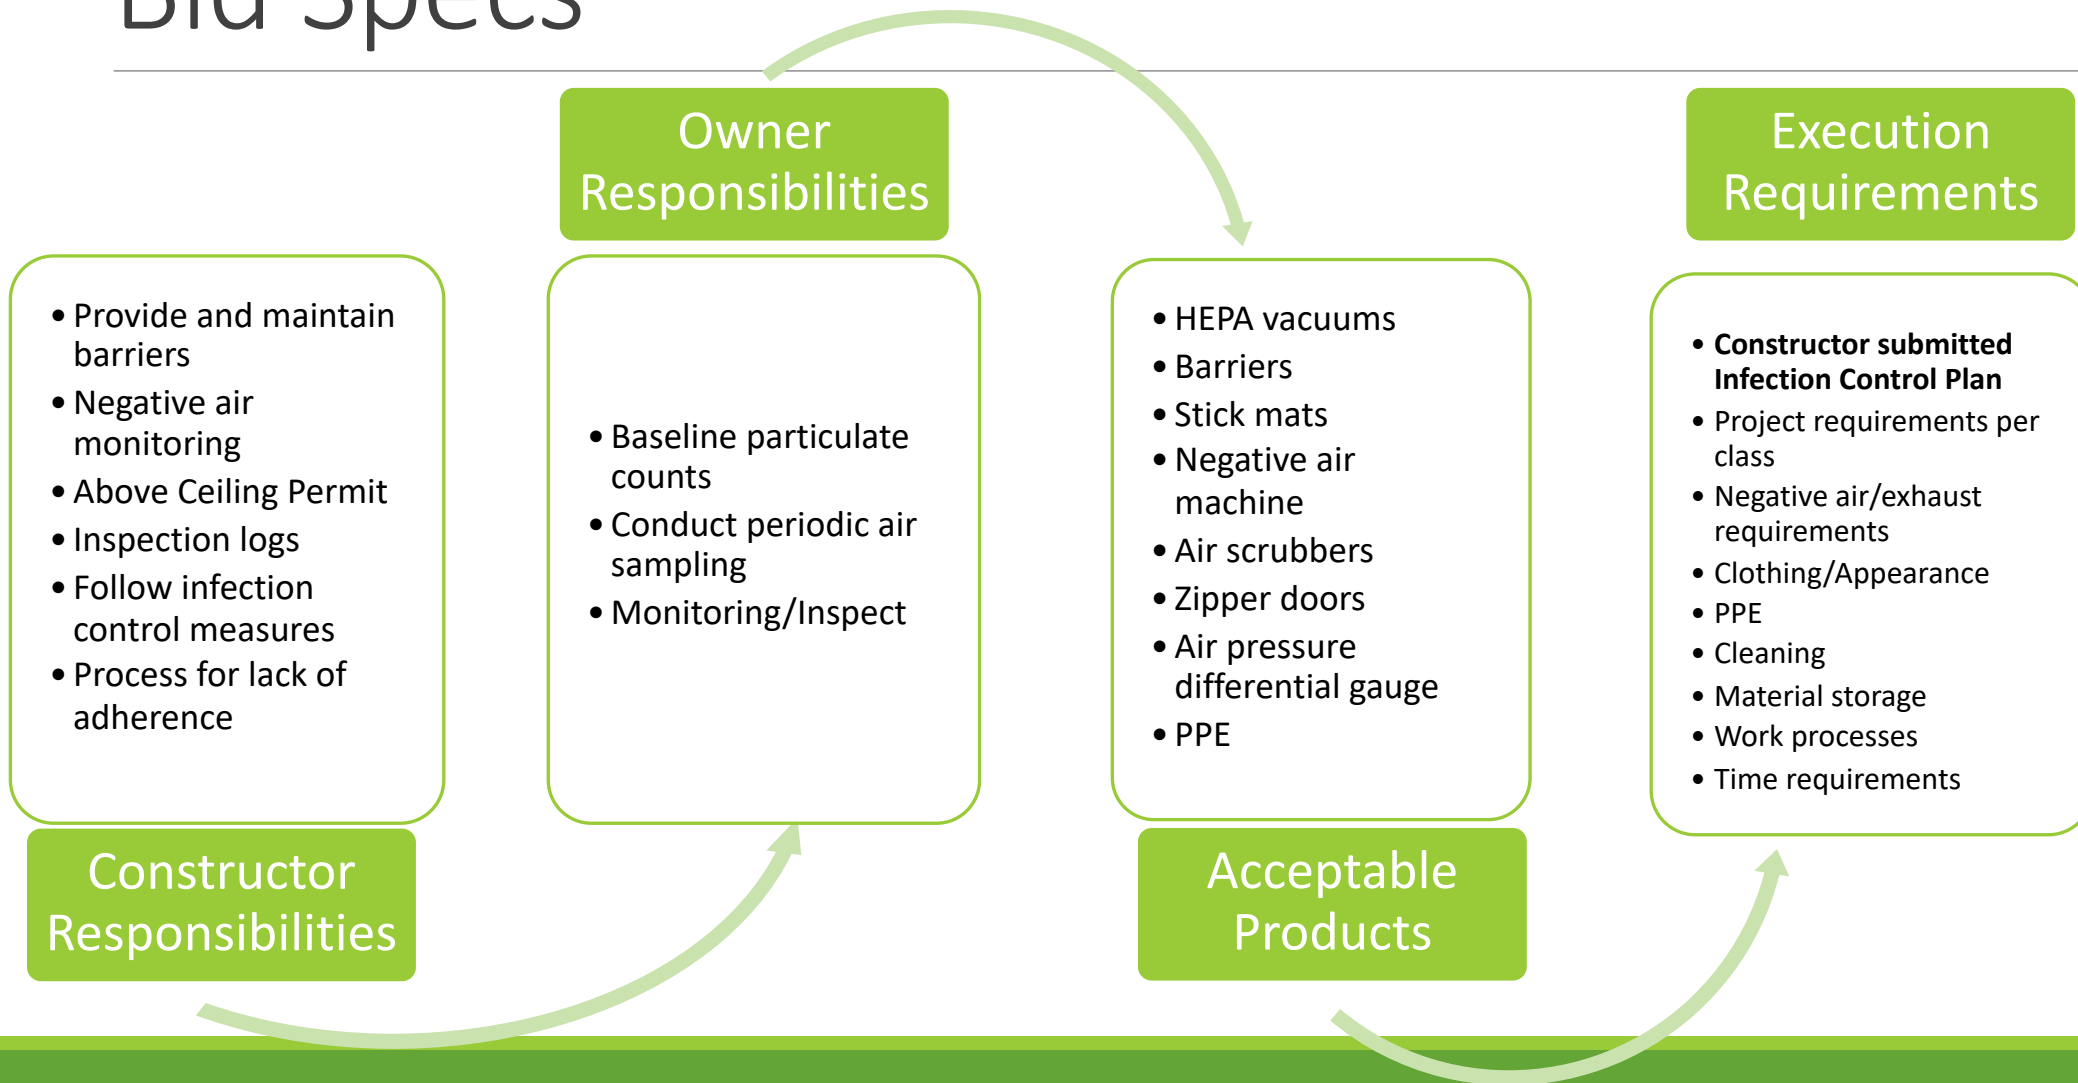 Bid Specs
Constructor
Responsibilities
• Provide and maintain
barriers
• Negative air
monitoring
• Above Ceiling Permit
• Inspection logs
• Follow infection
control measures
• Process for lack of
adherence
Owner
Responsibilities
• Baseline particulate
counts
• Conduct periodic air
sampling
• Monitoring/Inspect
Acceptable
Products
• HEPA vacuums
• Barriers
• Stick mats
• Negative air
machine
• Air scrubbers
• Zipper doors
• Air pressure
differential gauge
• PPE
Execution
Requirements
• Constructor submitted
Infection Control Plan
• Project requirements per
class
• Negative air/exhaust
requirements
• Clothing/Appearance
• PPE
• Cleaning
• Material storage
• Work processes
• Time requirements